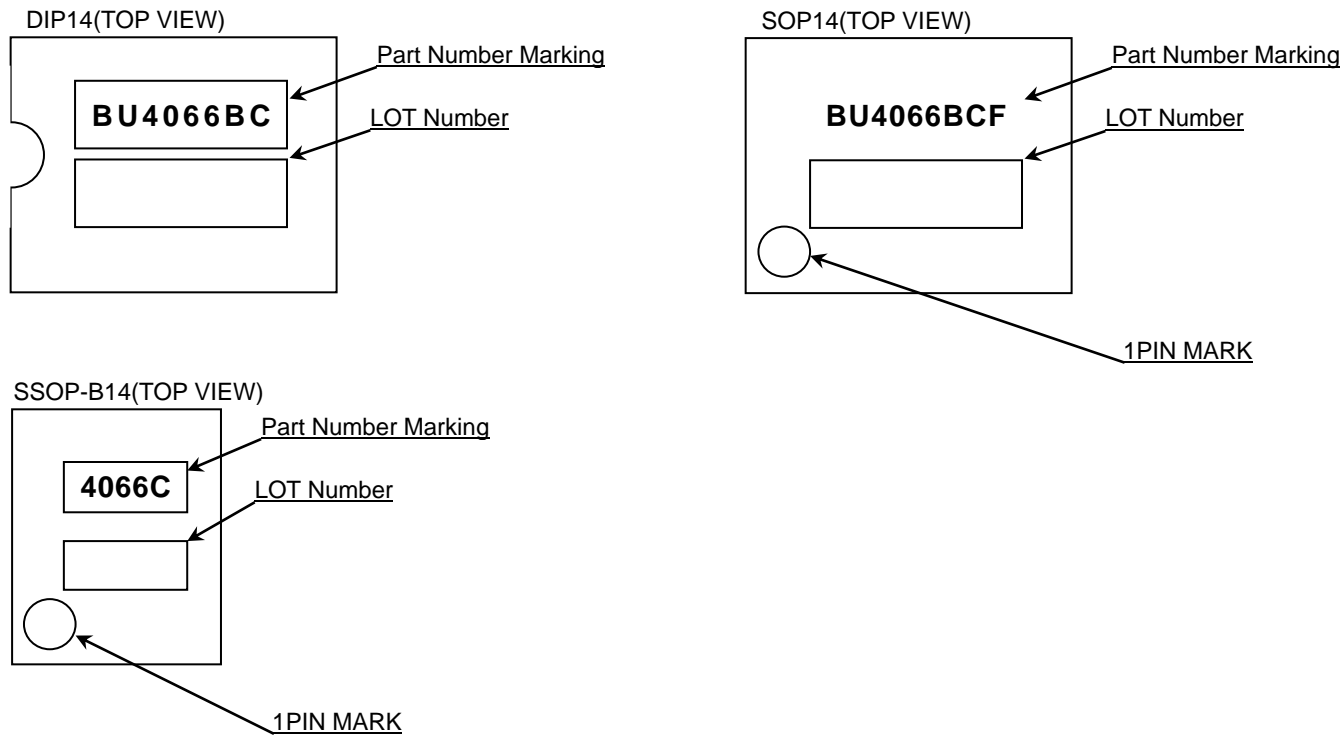 DIP14(TOP VIEW)
Part Number Marking
BU4066BC
LOT Number
SOP14(TOP VIEW)
Part Number Marking
BU4066BCF
LOT Number
1PIN MARK
SSOP-B14(TOP VIEW)
Part Number Marking
4066C
LOT Number
1PIN MARK